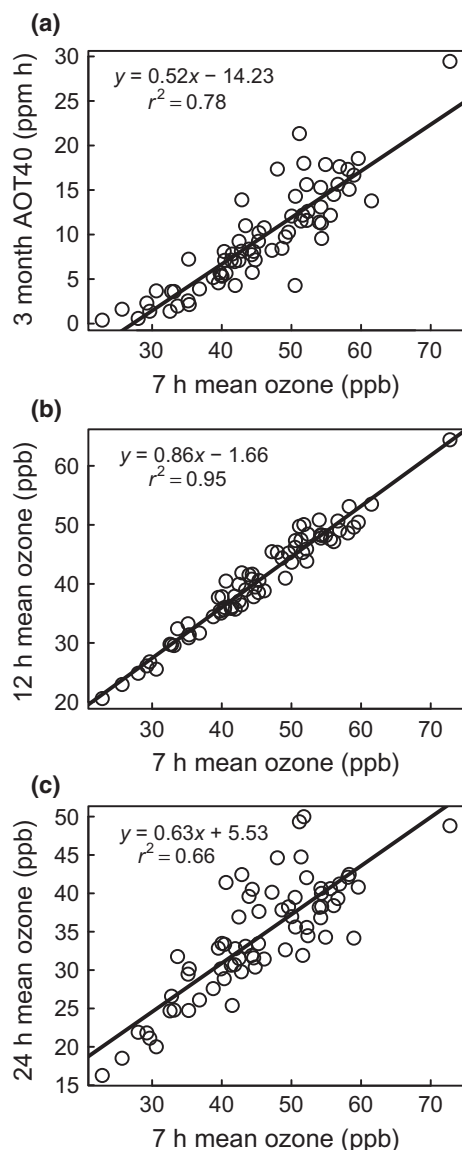 (a)
y = 0.52x − 14.23
r² = 0.78
3 month AOT40 (ppm h)
30
25
20
15
10
5
0
30 40 50 60 70
7 h mean ozone (ppb)
(b)
y = 0.86x − 1.66
r² = 0.95
12 h mean ozone (ppb)
60
50
40
30
20
30 40 50 60 70
7 h mean ozone (ppb)
(c)
y = 0.63x + 5.53
r² = 0.66
24 h mean ozone (ppb)
50
45
40
35
30
25
20
15
30 40 50 60 70
7 h mean ozone (ppb)